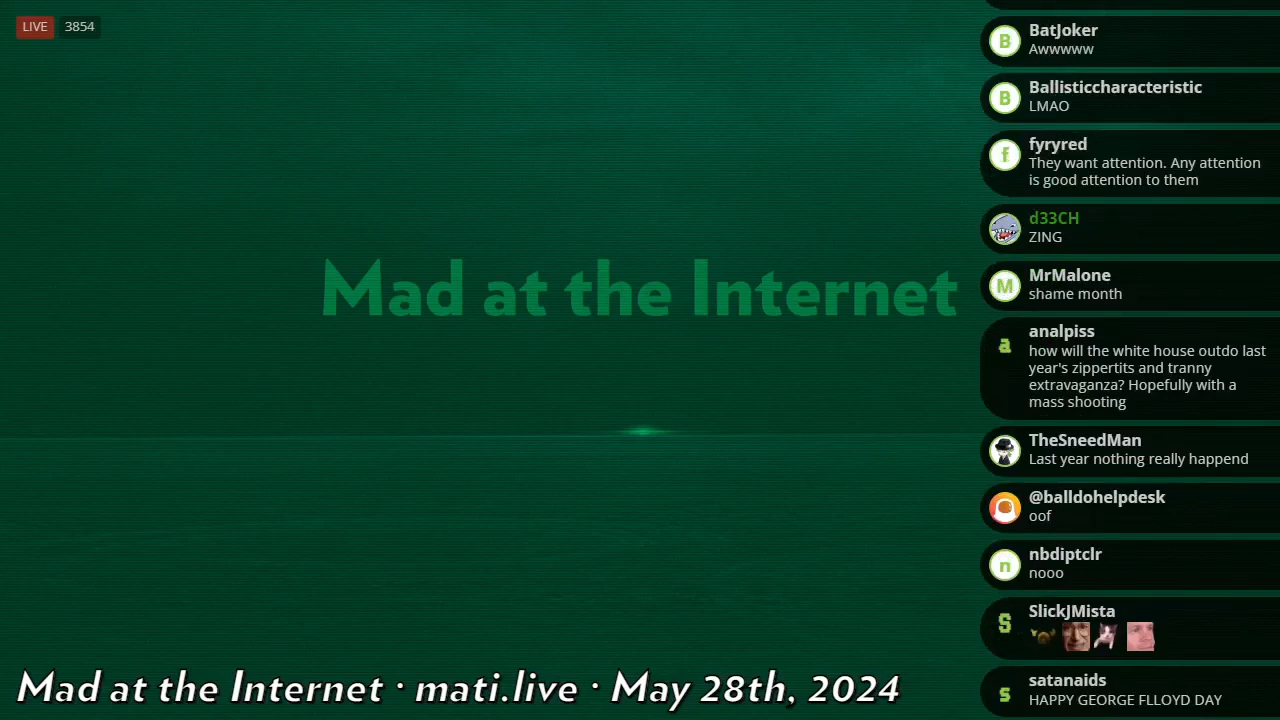 LIVE 3854
Mad at the Internet
BatJoker
Awwwww
Ballisticcharacteristic
LMAO
fyryred
They want attention. Any attention
is good attention to them
d33CH
ZING
MrMalone
shame month
analpiss
how will the white house outdo last
year's zippertits and tranny
extravaganza? Hopefully with a
mass shooting
TheSneedMan
Last year nothing really happend
@balldohelpdesk
oof
nbdiptclr
nooo
SlickJMista
satanaids
HAPPY GEORGE FLLOYD DAY
Mad at the Internet · mati.live · May 28th, 2024